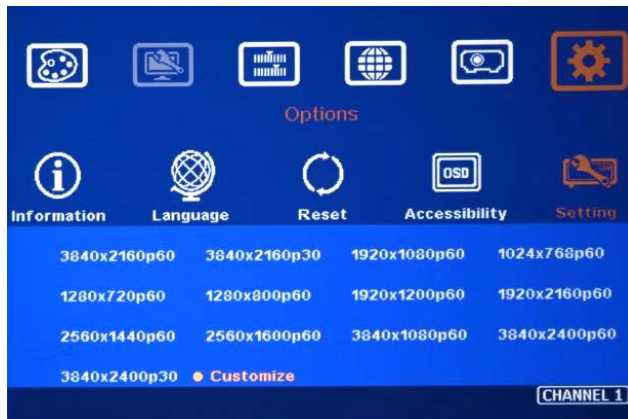 Options
Information Language Reset Accessibility Setting
OSD
3840x2160p60 3840x2160p30 1920x1080p60 1024x768p60
1280x720p60 1280x800p60 1920x1200p60 1920x2160p60
2560x1440p60 2560x1600p60 3840x1080p60 3840x2400p60
3840x2400p30 Customize
CHANNEL 1